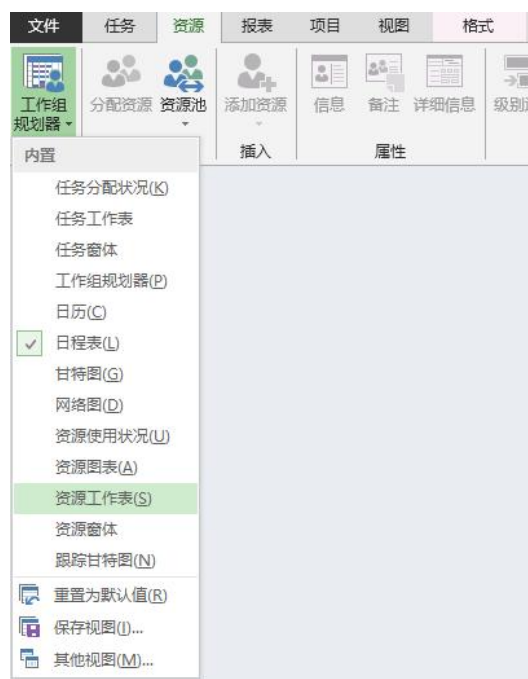 文件 任务 资源 报表 项目 视图 格式
工作组规划器 分配资源 资源池 添加资源 信息 备注 详细信息
插入 属性
内置
任务分配状况(K)
任务工作表
任务窗体
工作组规划器(P)
日历(C)
日程表(L)
甘特图(G)
网络图(D)
资源使用状况(U)
资源图表(A)
资源工作表(S)
资源窗体
跟踪甘特图(N)
重置为默认值(R)
保存视图(I)...
其他视图(M)...